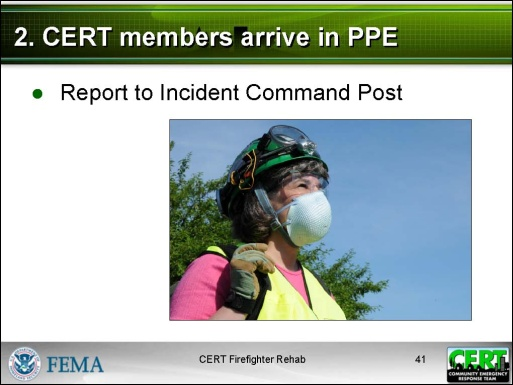 2. CERT members arrive in PPE
● Report to Incident Command Post
FEMA
CERT Firefighter Rehab
41
CERT
COMMUNITY EMERGENCY
RESPONSE TEAM